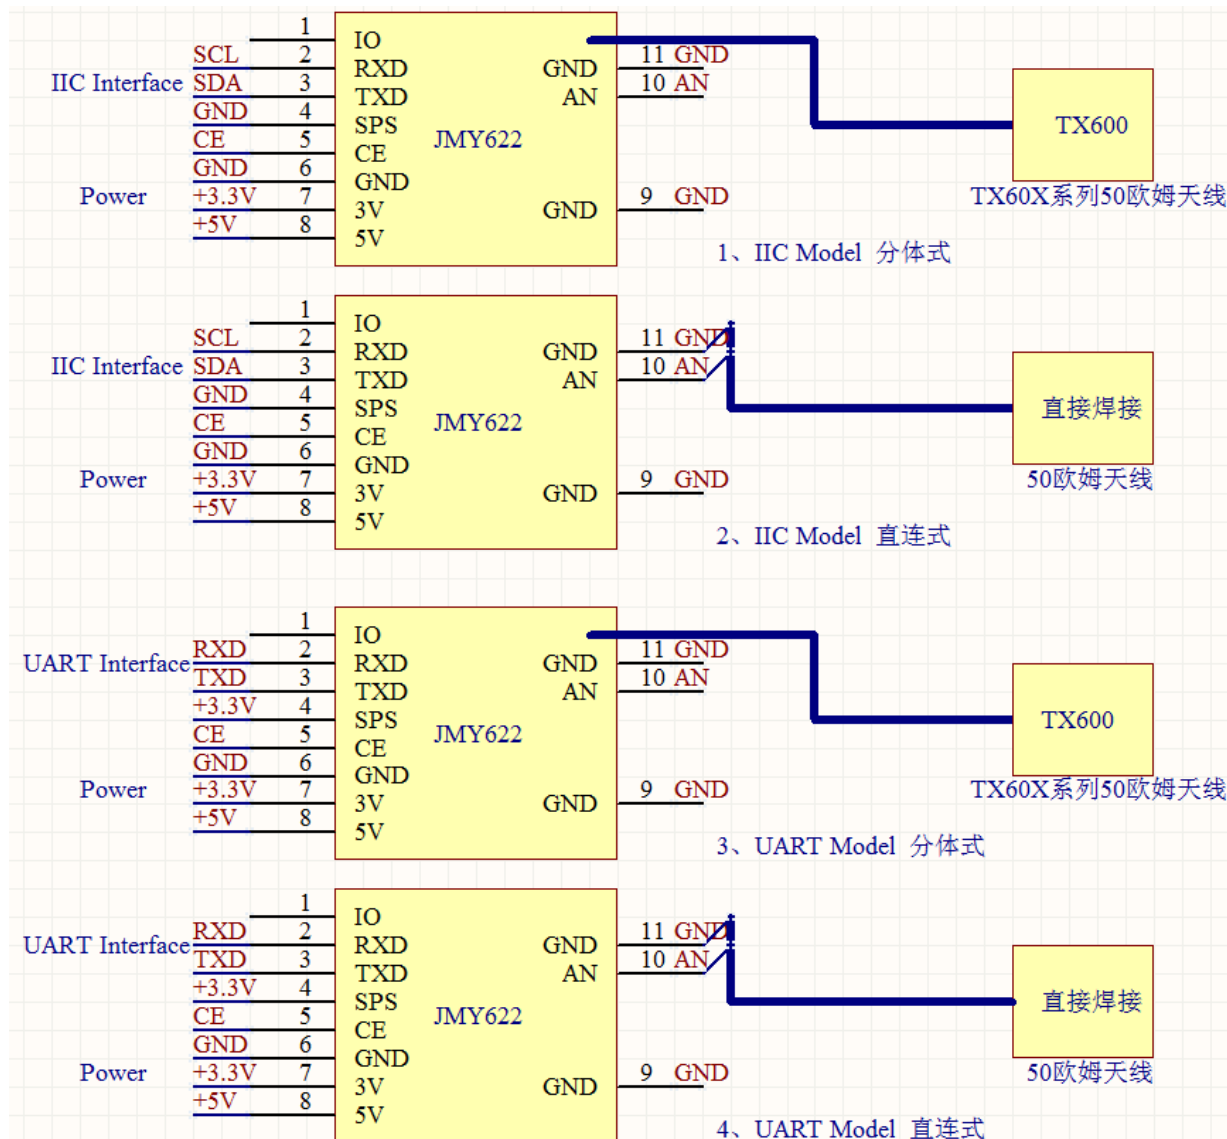 1 IO
SCL 2 RXD GND 11 GND
IIC Interface SDA 3 TXD AN 10 AN
GND 4 SPS
CE 5 CE JMY622 TX600
GND 6 GND
Power +3.3V 7 3V GND 9 GND TX60X系列50欧姆天线
+5V 8 5V
1、IIC Model 分体式
1 IO
SCL 2 RXD GND 11 GND
IIC Interface SDA 3 TXD AN 10 AN
GND 4 SPS 直接焊接
CE 5 CE JMY622
GND 6 GND
Power +3.3V 7 3V GND 9 GND 50欧姆天线
+5V 8 5V
2、IIC Model 直连式
1 IO
RXD 2 RXD GND 11 GND
UART Interface TXD 3 TXD AN 10 AN
+3.3V 4 SPS
CE 5 CE JMY622 TX600
GND 6 GND
Power +3.3V 7 3V GND 9 GND TX60X系列50欧姆天线
+5V 8 5V
3、UART Model 分体式
1 IO
RXD 2 RXD GND 11 GND
UART Interface TXD 3 TXD AN 10 AN
+3.3V 4 SPS 直接焊接
CE 5 CE JMY622
GND 6 GND
Power +3.3V 7 3V GND 9 GND 50欧姆天线
+5V 8 5V
4、UART Model 直连式